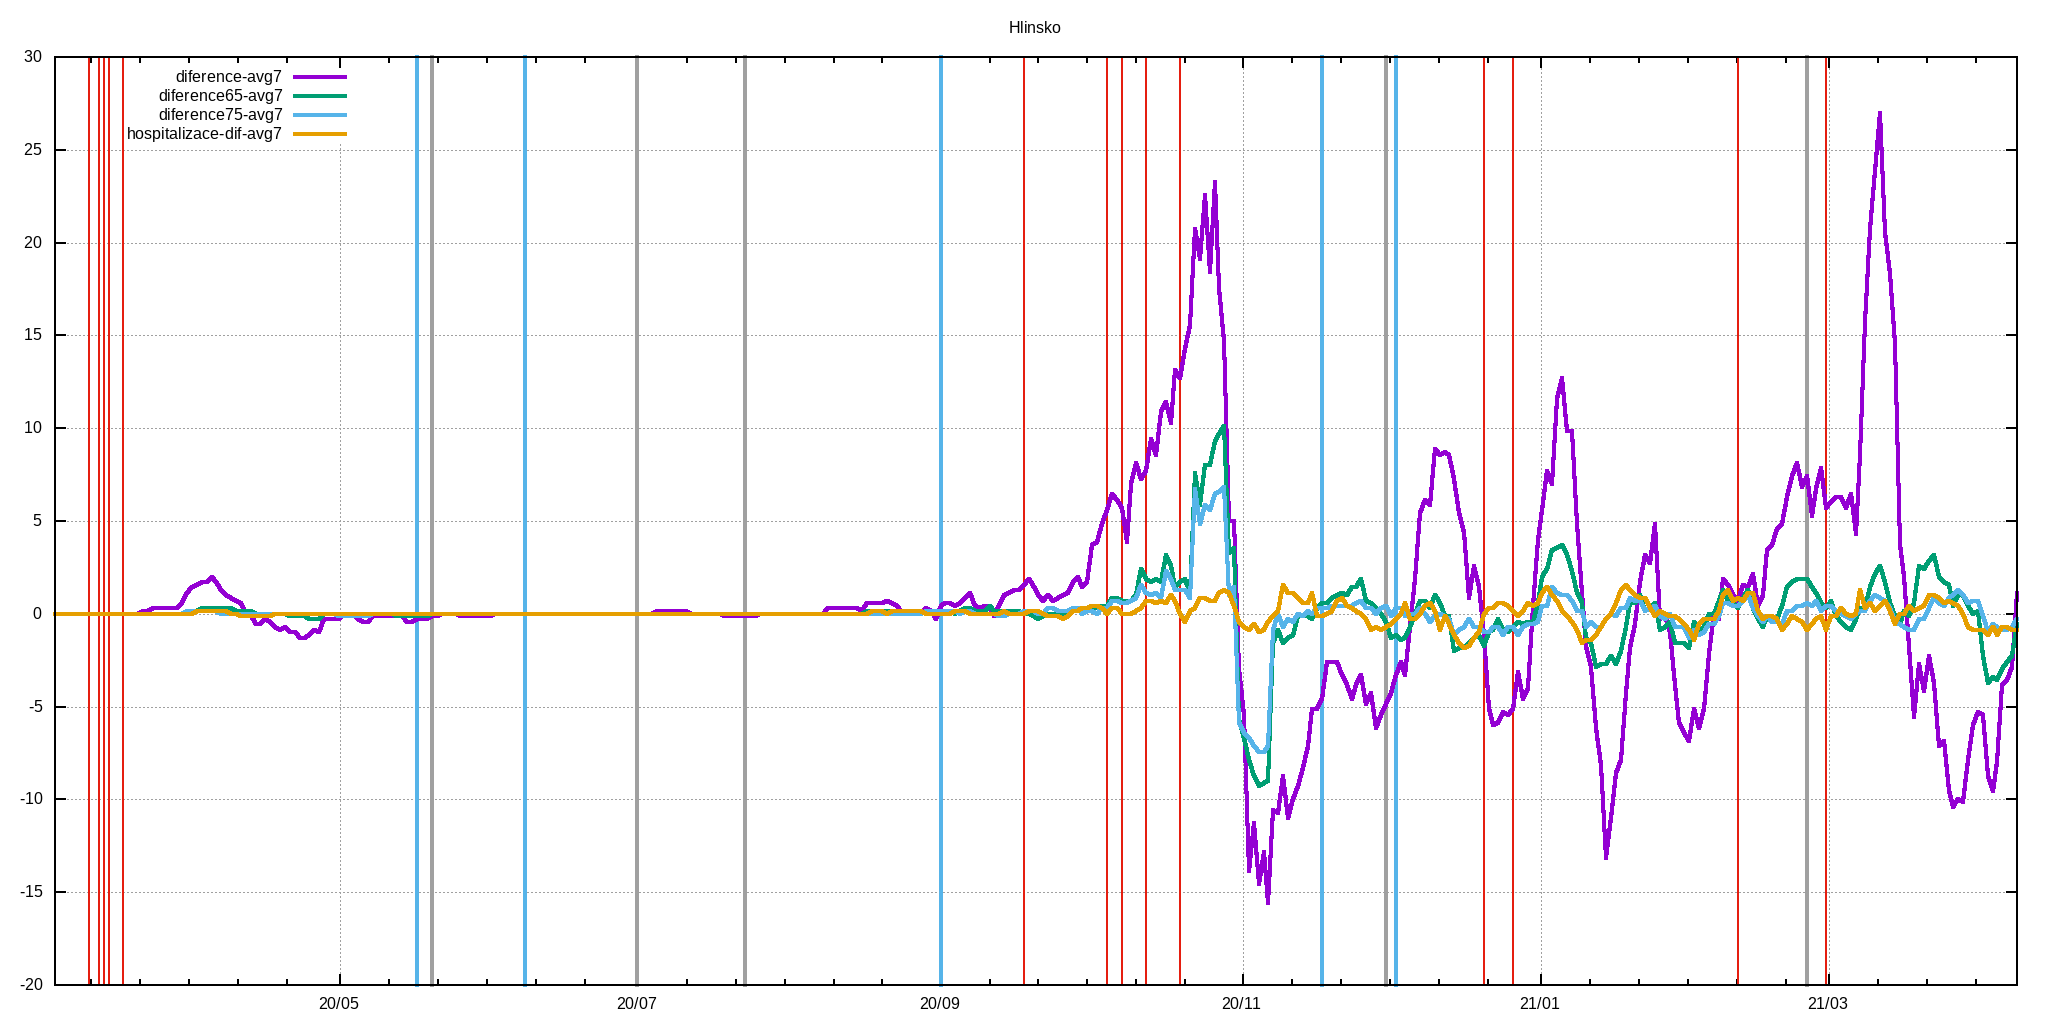 Hlinsko
30
diference-avg7
diference65-avg7
diference75-avg7
hospitalizace-dif-avg7
25
20
15
10
5
0
-5
-10
-15
-20
20/05 20/07 20/09 20/11 21/01 21/03